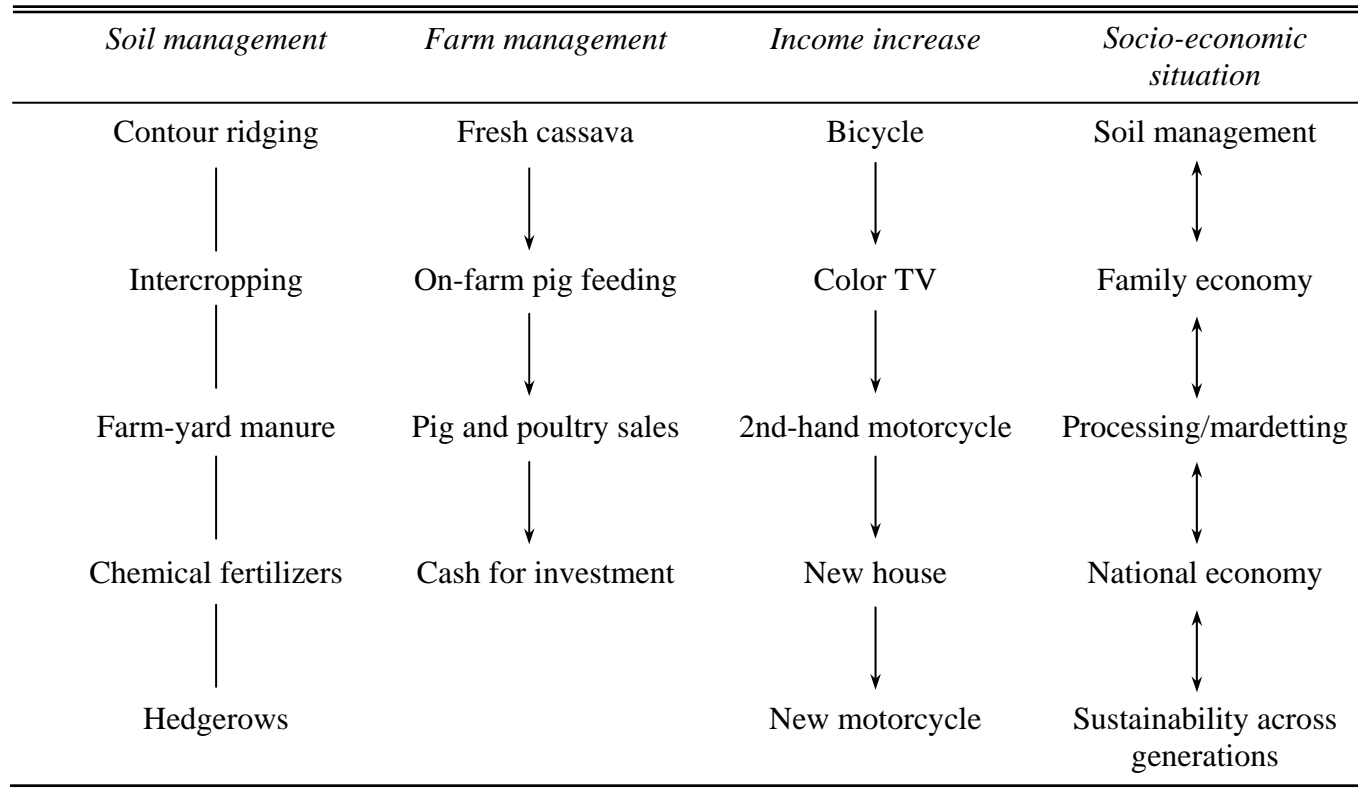 Soil management Farm management Income increase Socio-economic
situation
Contour ridging Fresh cassava Bicycle Soil management
Intercropping On-farm pig feeding Color TV Family economy
Farm-yard manure Pig and poultry sales 2nd-hand motorcycle Processing/mardetting
Chemical fertilizers Cash for investment New house National economy
Hedgerows New motorcycle Sustainability across
generations